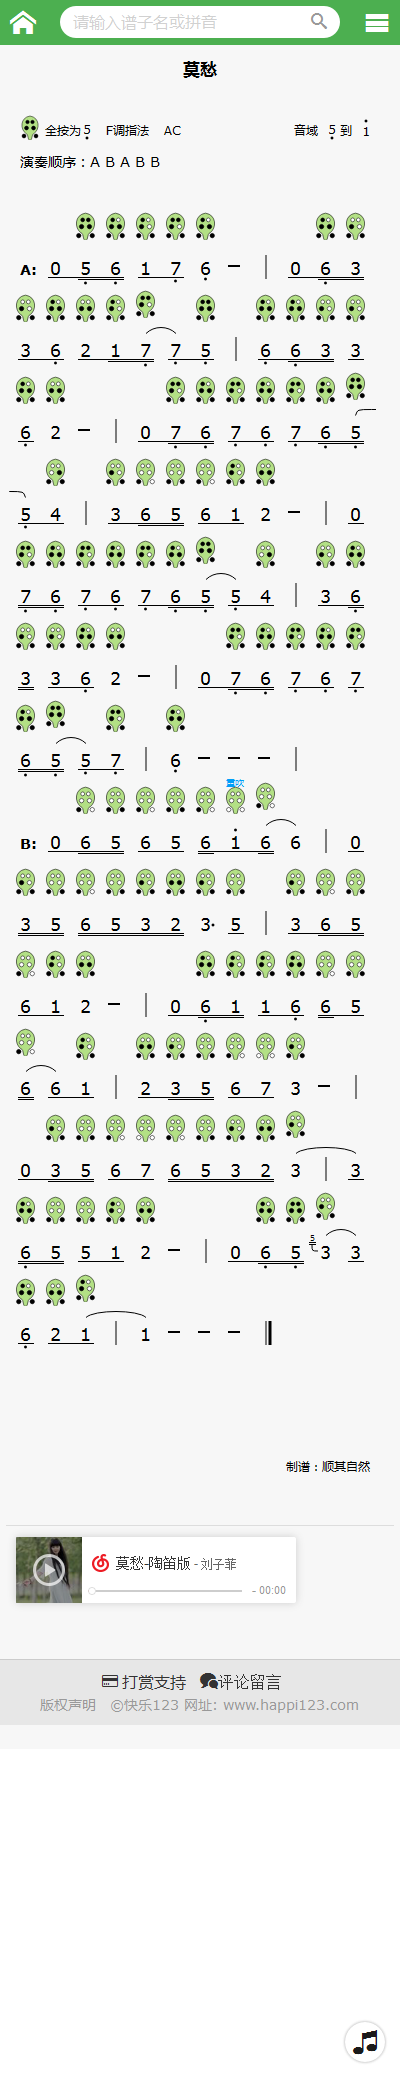 请输入谱子名或拼音
莫愁
全按为5 F调指法 AC 音域 5 到 1
演奏顺序：A B A B B
A: 0 5 6 1 7 6 – | 0 6 3
3 6 2 1 7 7 5 | 6 6 3 3
6 2 – | 0 7 6 7 6 7 6 5
5 4 | 3 6 5 6 1 2 – | 0
7 6 7 6 7 6 5 5 4 | 3 6
3 3 6 2 – | 0 7 6 7 6 7
6 5 5 7 | 6 – – – |
B: 0 6 5 6 5 6 1 6 6 | 0
3 5 6 5 3 2 3· 5 | 3 6 5
6 1 2 – | 0 6 1 1 6 6 5
6 6 1 | 2 3 5 6 7 3 – |
0 3 5 6 7 6 5 3 2 3 | 3
6 5 5 1 2 – | 0 6 5 5 3 3
6 2 1 | 1 – – – ‖
制谱：顺其自然
莫愁-陶笛版 - 刘子菲
- 00:00
打赏支持 评论留言
版权声明 ©快乐123 网址: www.happi123.com